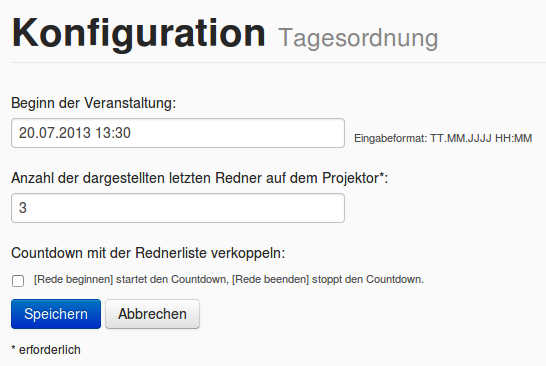 Konfiguration Tagesordnung
Beginn der Veranstaltung:
20.07.2013 13:30 Eingabeformat: TT.MM.JJJJ HH:MM
Anzahl der dargestellten letzten Redner auf dem Projektor*:
3
Countdown mit der Rednerliste verkoppeln:
[Rede beginnen] startet den Countdown, [Rede beenden] stoppt den Countdown.
Speichern Abbrechen
* erforderlich